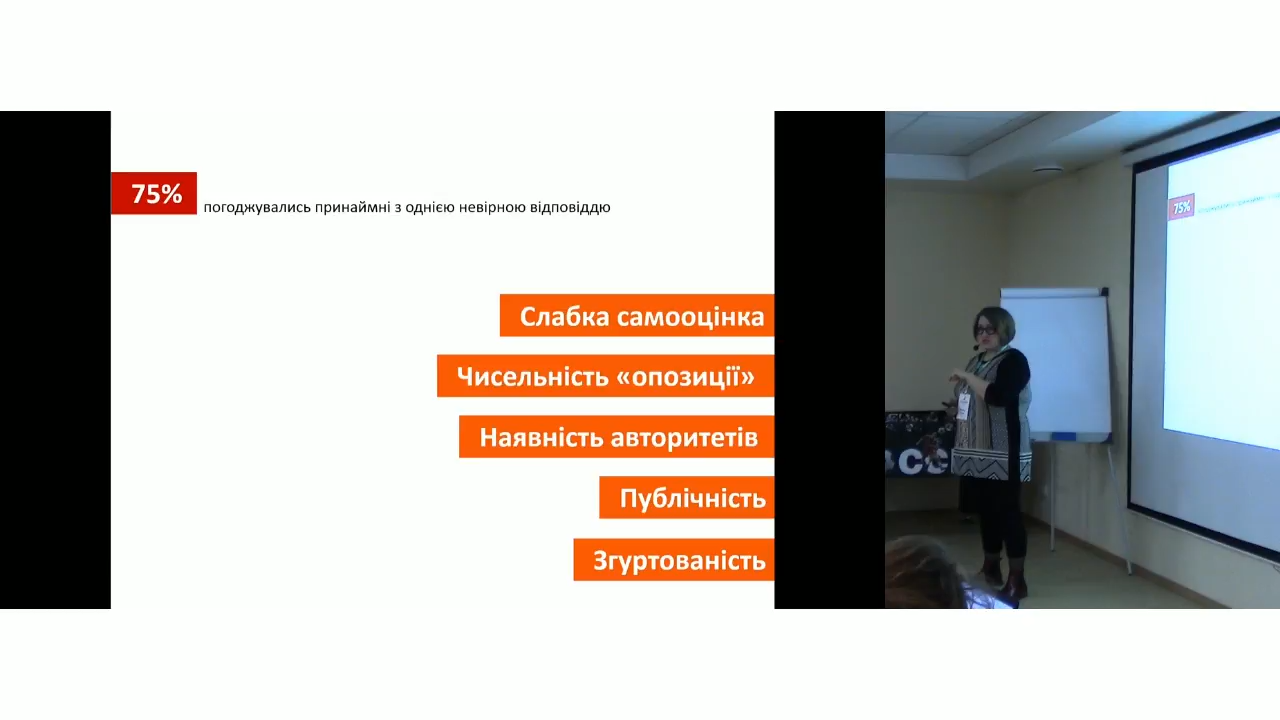 75%
погоджувались принаймні з однією невірною відповіддю
Слабка самооцінка
Чисельність «опозиції»
Наявність авторитетів
Публічність
Згуртованість
75%